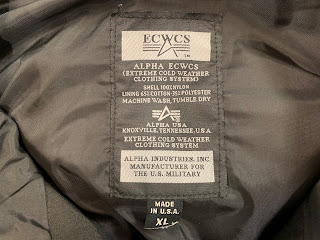 ECWCS
TM
ALPHA ECWCS
(EXTREME COLD WEATHER
CLOTHING SYSTEM)
SHELL 100% NYLON
LINING 65% COTTON-35% POLYESTER
MACHINE WASH, TUMBLE DRY
ALPHA USA
KNOXVILLE, TENNESSEE, U.S.A.
EXTREME COLD WEATHER
CLOTHING SYSTEM
ALPHA INDUSTRIES, INC.
MANUFACTURER FOR
THE U.S. MILITARY
MADE IN
U.S.A.
XL